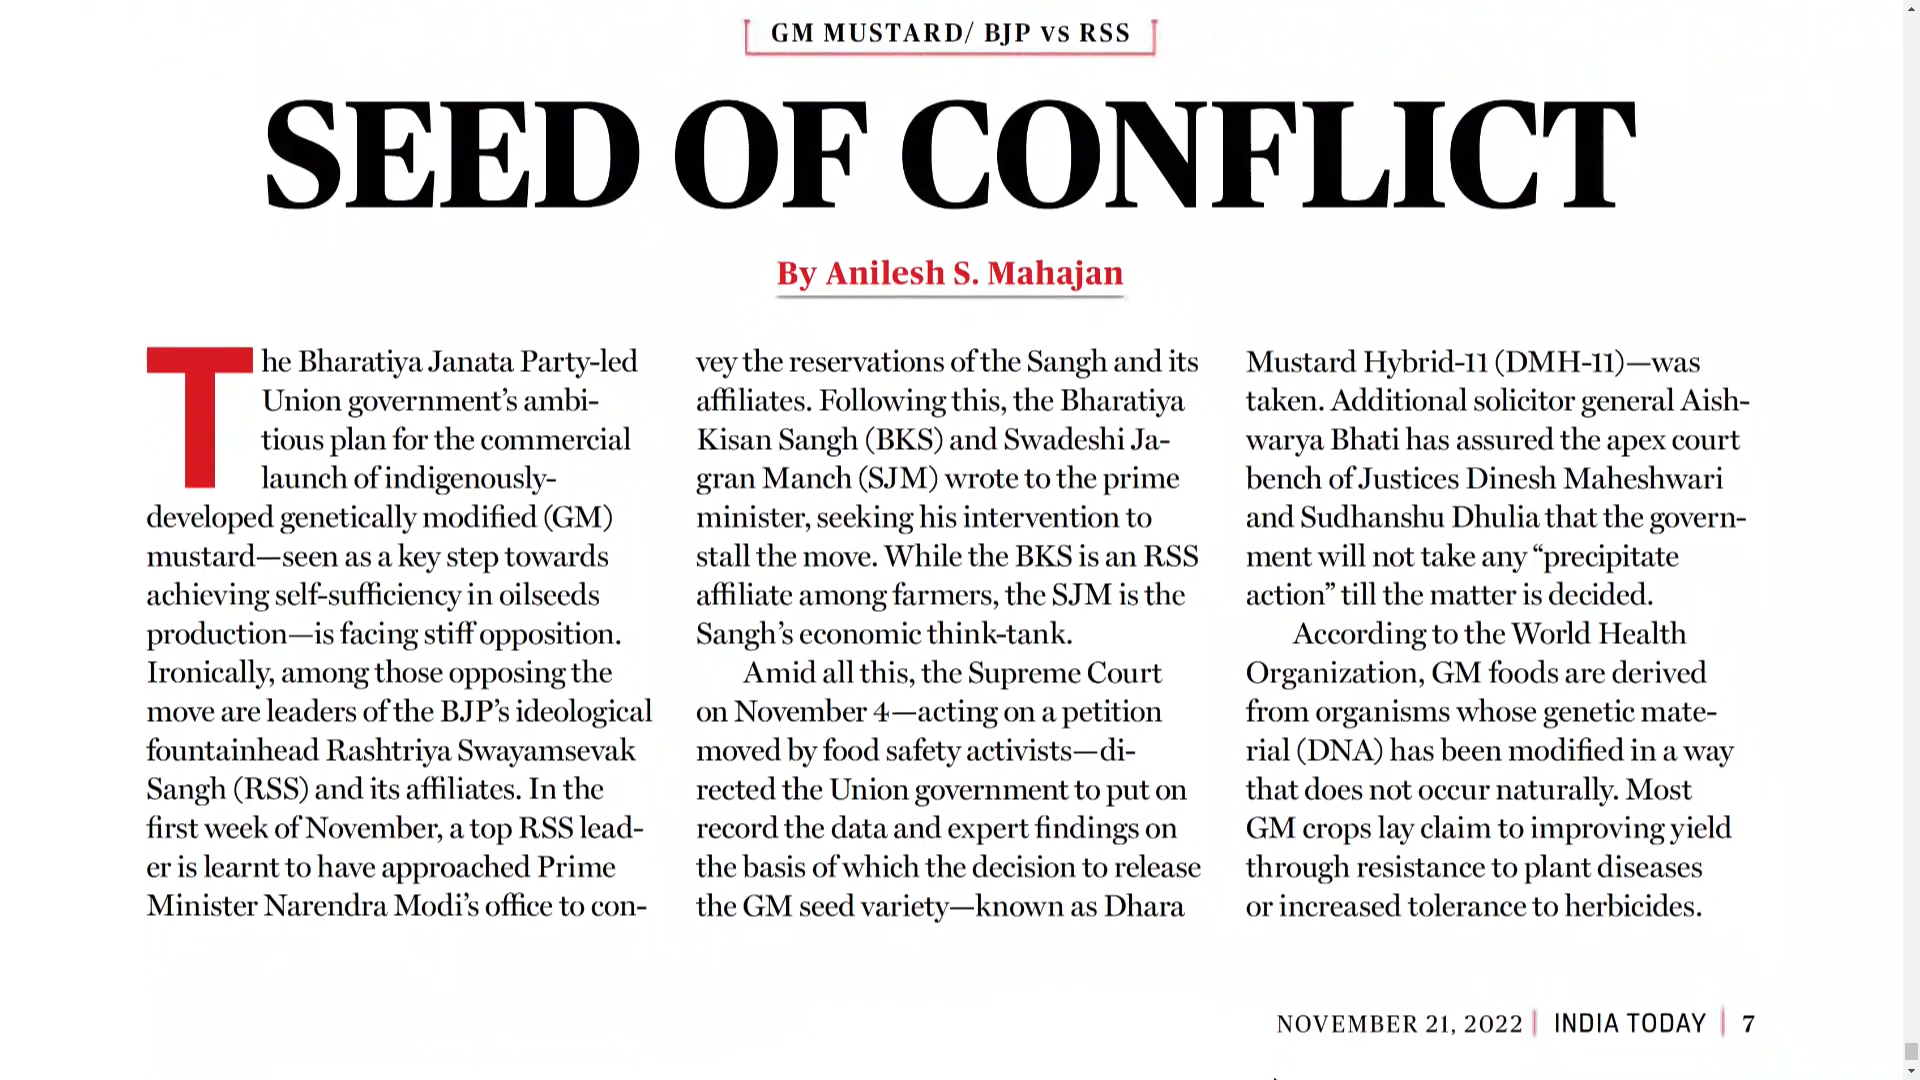 GM MUSTARD/ BJP VS RSS
SEED OF CONFLICT
By Anilesh S. Mahajan
The Bharatiya Janata Party-led
Union government's ambi-
tious plan for the commercial
launch of indigenously-
developed genetically modified (GM)
mustard—seen as a key step towards
achieving self-sufficiency in oilseeds
production—is facing stiff opposition.
Ironically, among those opposing the
move are leaders of the BJP's ideological
fountainhead Rashtriya Swayamsevak
Sangh (RSS) and its affiliates. In the
first week of November, a top RSS lead-
er is learnt to have approached Prime
Minister Narendra Modi's office to con-
vey the reservations of the Sangh and its
affiliates. Following this, the Bharatiya
Kisan Sangh (BKS) and Swadeshi Ja-
gran Manch (SJM) wrote to the prime
minister, seeking his intervention to
stall the move. While the BKS is an RSS
affiliate among farmers, the SJM is the
Sangh's economic think-tank.
Amid all this, the Supreme Court
on November 4—acting on a petition
moved by food safety activists—di-
rected the Union government to put on
record the data and expert findings on
the basis of which the decision to release
the GM seed variety—known as Dhara
Mustard Hybrid-11 (DMH-11)—was
taken. Additional solicitor general Aish-
warya Bhati has assured the apex court
bench of Justices Dinesh Maheshwari
and Sudhanshu Dhulia that the govern-
ment will not take any “precipitate
action” till the matter is decided.
According to the World Health
Organization, GM foods are derived
from organisms whose genetic mate-
rial (DNA) has been modified in a way
that does not occur naturally. Most
GM crops lay claim to improving yield
through resistance to plant diseases
or increased tolerance to herbicides.
NOVEMBER 21, 2022 | INDIA TODAY | 7